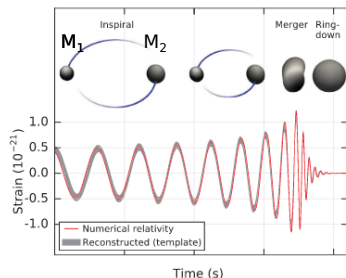 Inspiral
Merger Ring-
down
M1
M2
1.0
0.5
0.0
-0.5
-1.0
Strain (10-21)
Numerical relativity
Reconstructed (template)
Time (s)